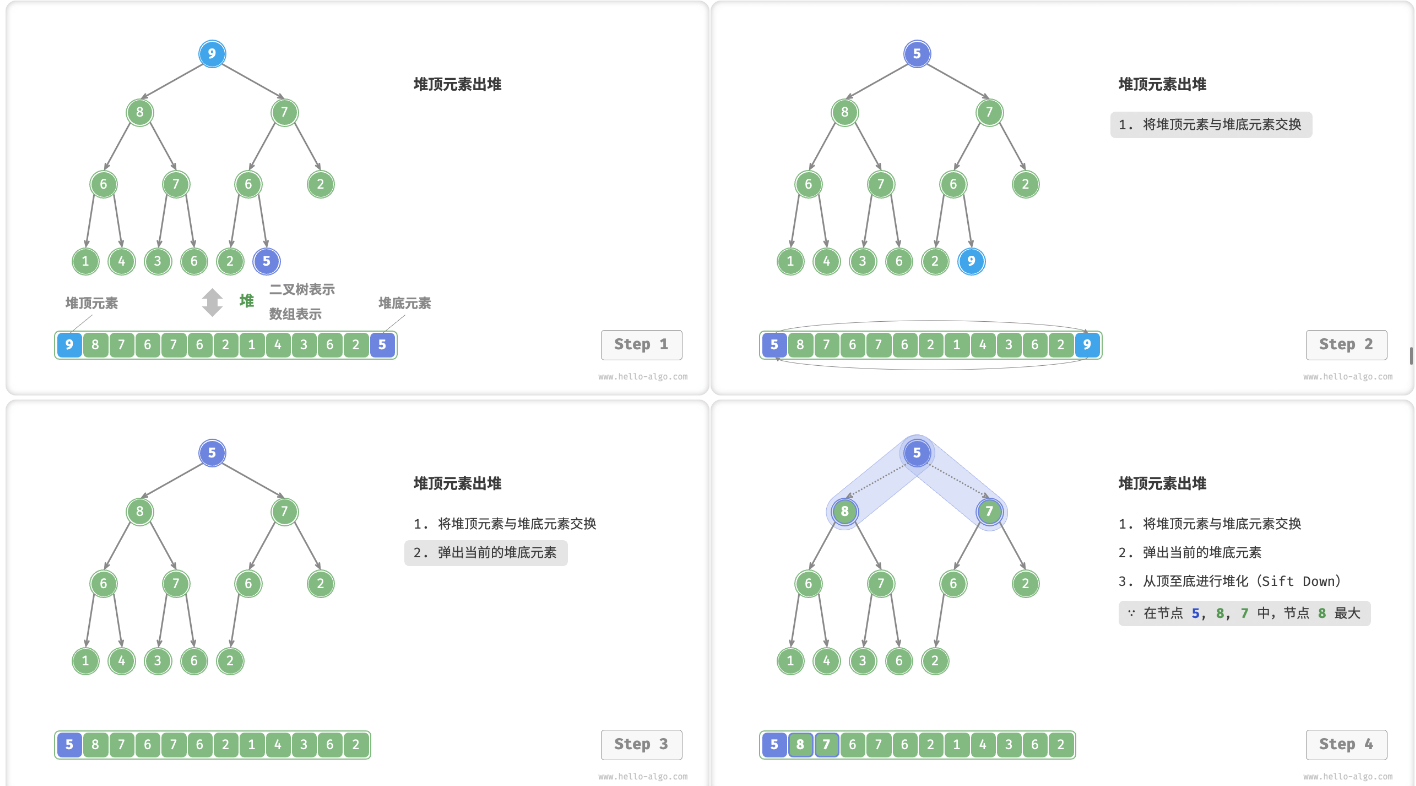 9
堆顶元素出堆
8 7
6 7 6 2
1 4 3 6 2 5
堆顶元素
堆
二叉树表示
数组表示
堆底元素
9 8 7 6 7 6 2 1 4 3 6 2 5
Step 1
www.hello-algo.com
5
堆顶元素出堆
8 7
1. 将堆顶元素与堆底元素交换
6 7 6 2
1 4 3 6 2 9
5 8 7 6 7 6 2 1 4 3 6 2 9
Step 2
www.hello-algo.com
5
堆顶元素出堆
8 7
1. 将堆顶元素与堆底元素交换
2. 弹出当前的堆底元素
6 7 6 2
1 4 3 6 2
5 8 7 6 7 6 2 1 4 3 6 2
Step 3
www.hello-algo.com
5
堆顶元素出堆
8 7
1. 将堆顶元素与堆底元素交换
2. 弹出当前的堆底元素
3. 从顶至底进行堆化（Sift Down）
∵ 在节点 5, 8, 7 中，节点 8 最大
6 7 6 2
1 4 3 6 2
5 8 7 6 7 6 2 1 4 3 6 2
Step 4
www.hello-algo.com